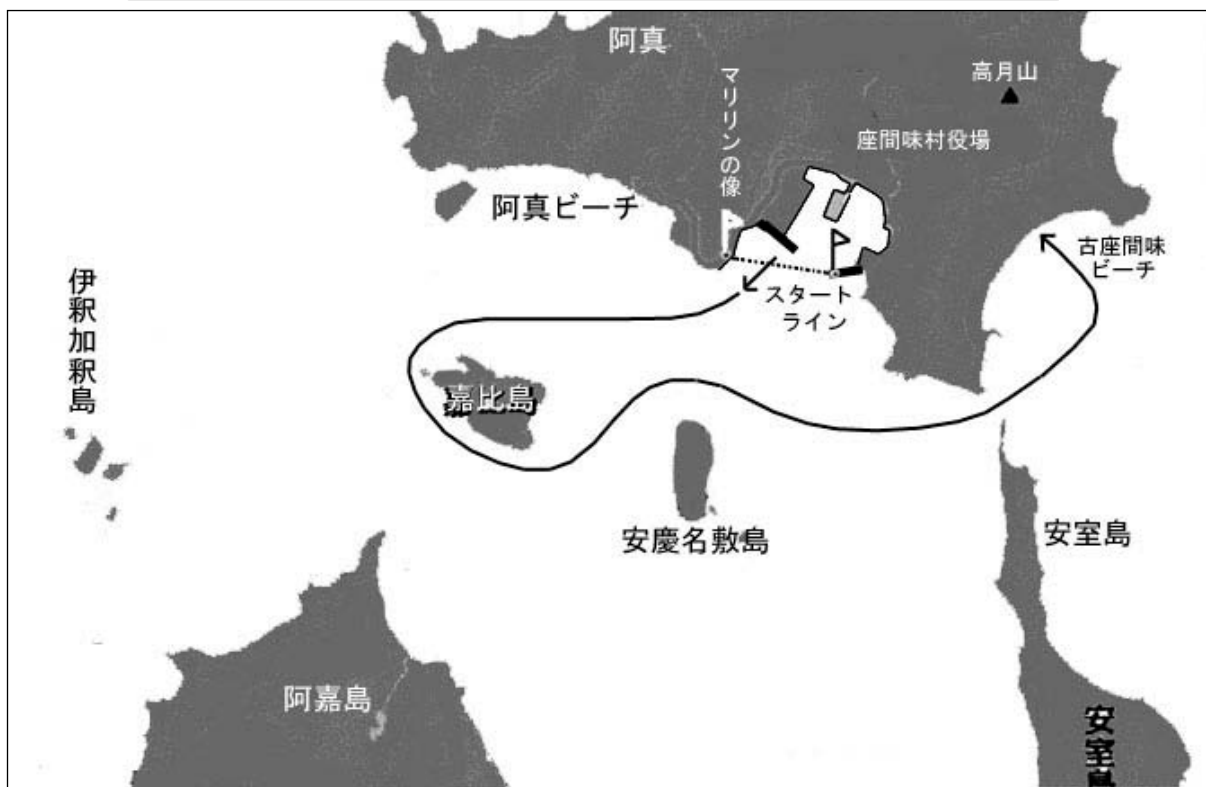 阿真
高月山
マリリンの像
座間味村役場
阿真ビーチ
古座間味
ビーチ
伊釈加釈島
スタート
ライン
嘉比島
安慶名敷島
安室島
阿嘉島
安室島